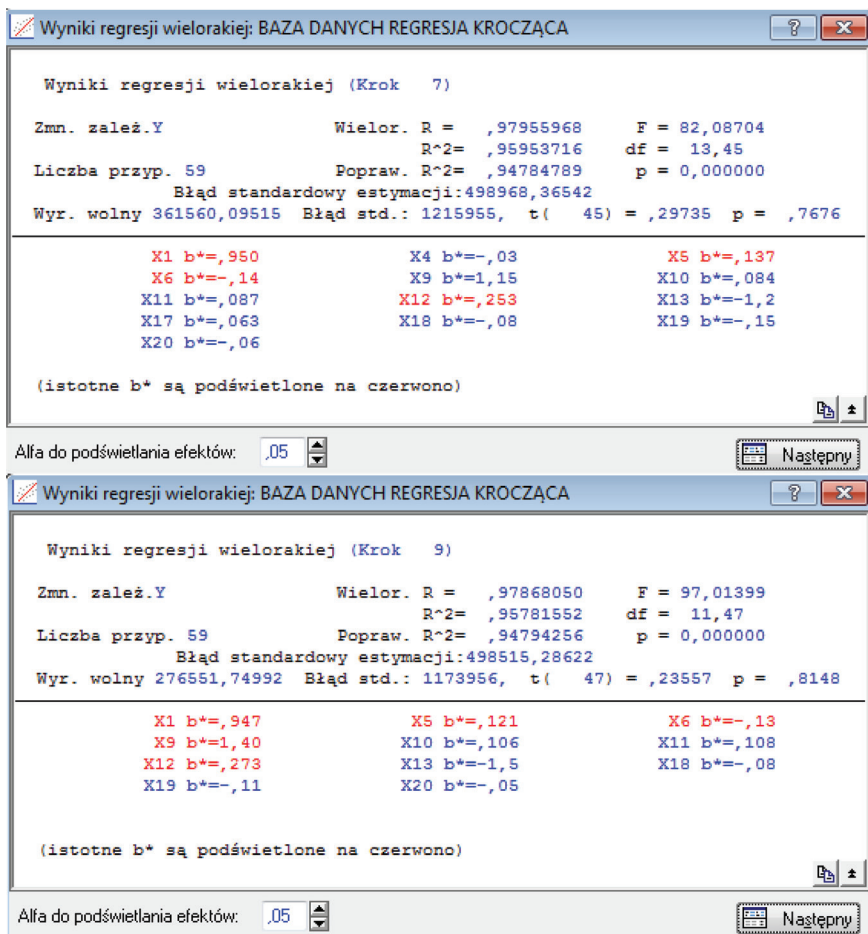 Wyniki regresji wielorakiej: BAZA DANYCH REGRESJA KROCZĄCA
Wyniki regresji wielorakiej (Krok 7)
Zmn. zależ.Y Wielor. R = ,97955968 F = 82,08704
R^2= ,95953716 df = 13,45
Liczba przyp. 59 Popraw. R^2= ,94784789 p = 0,000000
Błąd standardowy estymacji:498968,36542
Wyr. wolny 361560,09515 Błąd std.: 1215955, t( 45) = ,29735 p = ,7676
X1 b*=,950 X4 b*=-,03 X5 b*=,137
X6 b*=-,14 X9 b*=1,15 X10 b*=,084
X11 b*=,087 X12 b*=,253 X13 b*=-1,2
X17 b*=,063 X18 b*=-,08 X19 b*=-,15
X20 b*=-,06
(istotne b* są podświetlone na czerwono)
Alfa do podświetlania efektów: ,05 Następny
Wyniki regresji wielorakiej: BAZA DANYCH REGRESJA KROCZĄCA
Wyniki regresji wielorakiej (Krok 9)
Zmn. zależ.Y Wielor. R = ,97868050 F = 97,01399
R^2= ,95781552 df = 11,47
Liczba przyp. 59 Popraw. R^2= ,94794256 p = 0,000000
Błąd standardowy estymacji:498515,28622
Wyr. wolny 276551,74992 Błąd std.: 1173956, t( 47) = ,23557 p = ,8148
X1 b*=,947 X5 b*=,121 X6 b*=-,13
X9 b*=1,40 X10 b*=,106 X11 b*=,108
X12 b*=,273 X13 b*=-1,5 X18 b*=-,08
X19 b*=-,11 X20 b*=-,05
(istotne b* są podświetlone na czerwono)
Alfa do podświetlania efektów: ,05 Następny